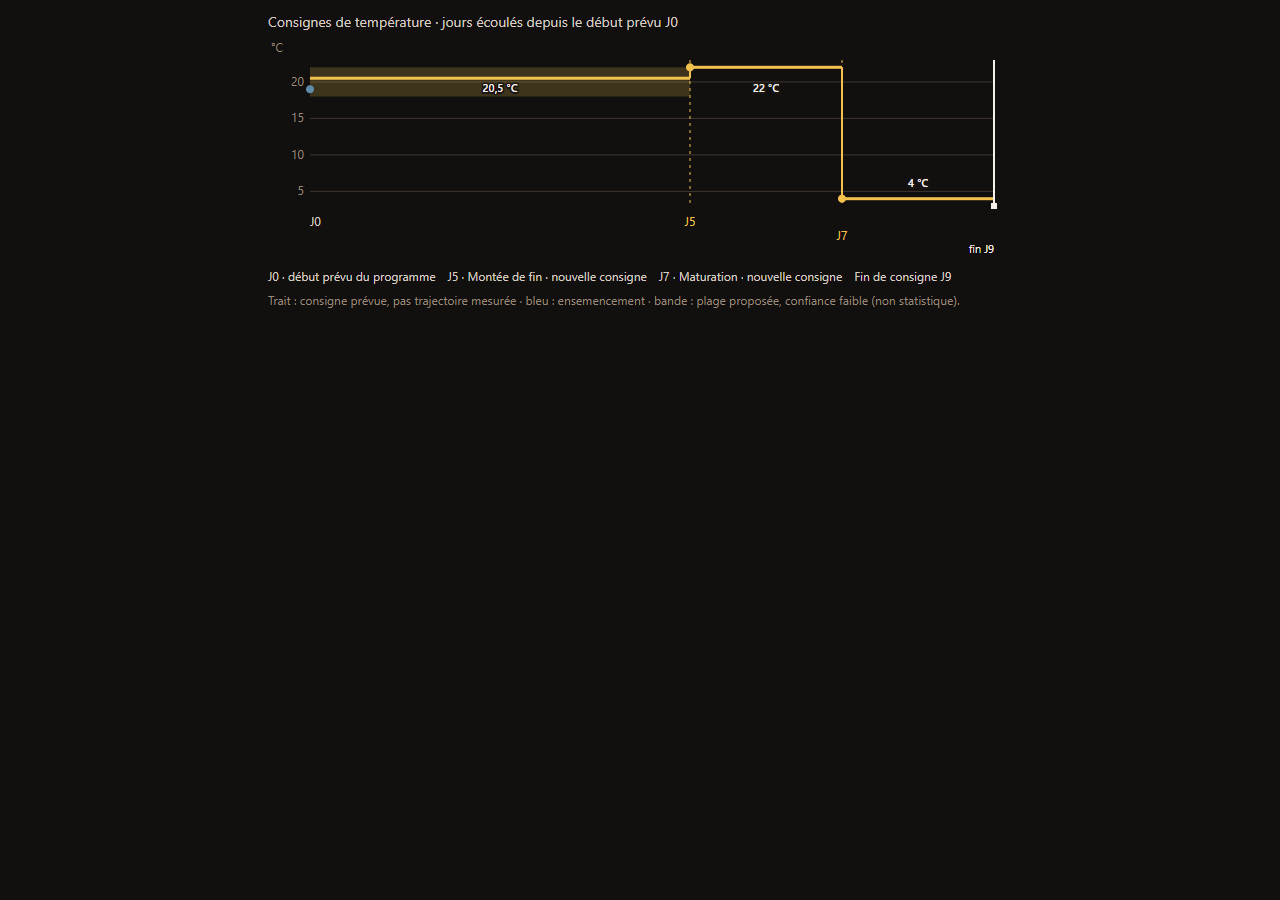 Consignes de température · jours écoulés depuis le début prévu J0
°C
20
20,5 °C
22 °C
15
10
5
4 °C
J0
J5
J7
fin J9
J0 · début prévu du programme J5 · Montée de fin · nouvelle consigne J7 · Maturation · nouvelle consigne Fin de consigne J9
Trait : consigne prévue, pas trajectoire mesurée · bleu : ensemencement · bande : plage proposée, confiance faible (non statistique).